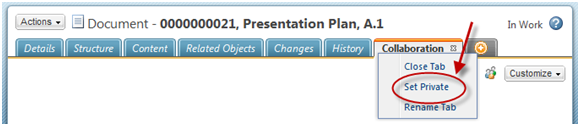 Actions Document - 0000000021, Presentation Plan, A.1 In Work
Details Structure Content Related Objects Changes History Collaboration
Close Tab
Set Private Customize
Rename Tab